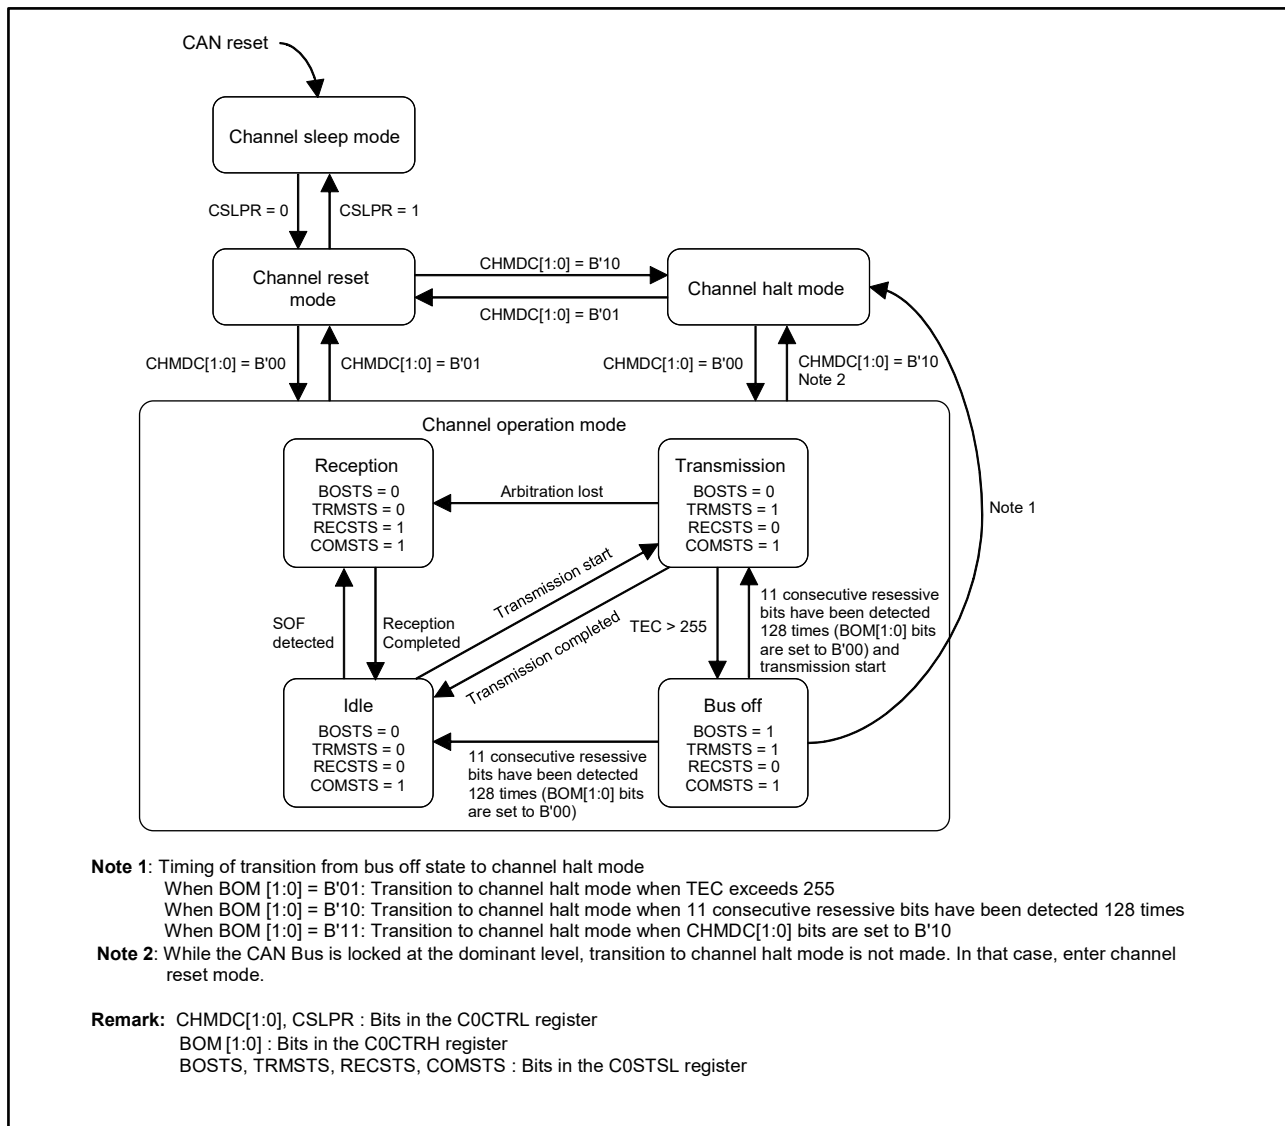 CAN reset
Channel sleep mode
CSLPR = 0
CSLPR = 1
Channel reset
mode
CHMDC[1:0] = B'10
CHMDC[1:0] = B'01
Channel halt mode
CHMDC[1:0] = B'00
CHMDC[1:0] = B'01
CHMDC[1:0] = B'00
CHMDC[1:0] = B'10
Note 2
Channel operation mode
Reception
BOSTS = 0
TRMSTS = 0
RECSTS = 1
COMSTS = 1
Arbitration lost
Transmission
BOSTS = 0
TRMSTS = 1
RECSTS = 0
COMSTS = 1
Note 1
SOF
detected
Reception
Completed
Transmission start
Transmission completed
TEC > 255
11 consecutive resessive
bits have been detected
128 times (BOM[1:0] bits
are set to B'00) and
transmission start
Idle
BOSTS = 0
TRMSTS = 0
RECSTS = 0
COMSTS = 1
11 consecutive resessive
bits have been detected
128 times (BOM[1:0] bits
are set to B'00)
Bus off
BOSTS = 1
TRMSTS = 1
RECSTS = 0
COMSTS = 1
Note 1: Timing of transition from bus off state to channel halt mode
When BOM [1:0] = B'01: Transition to channel halt mode when TEC exceeds 255
When BOM [1:0] = B'10: Transition to channel halt mode when 11 consecutive resessive bits have been detected 128 times
When BOM [1:0] = B'11: Transition to channel halt mode when CHMDC[1:0] bits are set to B'10
Note 2: While the CAN Bus is locked at the dominant level, transition to channel halt mode is not made. In that case, enter channel
reset mode.
Remark: CHMDC[1:0], CSLPR : Bits in the C0CTRL register
BOM [1:0] : Bits in the C0CTRH register
BOSTS, TRMSTS, RECSTS, COMSTS : Bits in the C0STSL register